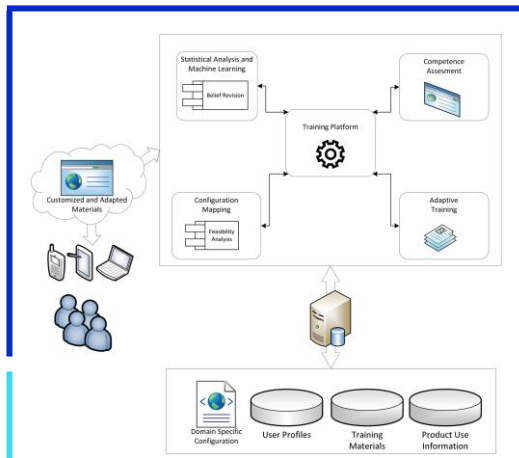 Statistical Analysis and
Machine Learning
Belief Revision
Competence
Assesment
Training Platform
Customized and Adapted
Materials
Configuration
Mapping
Feasibility
Analysis
Adaptive
Training
Domain Specific
Configuration
User Profiles
Training
Materials
Product Use
Information